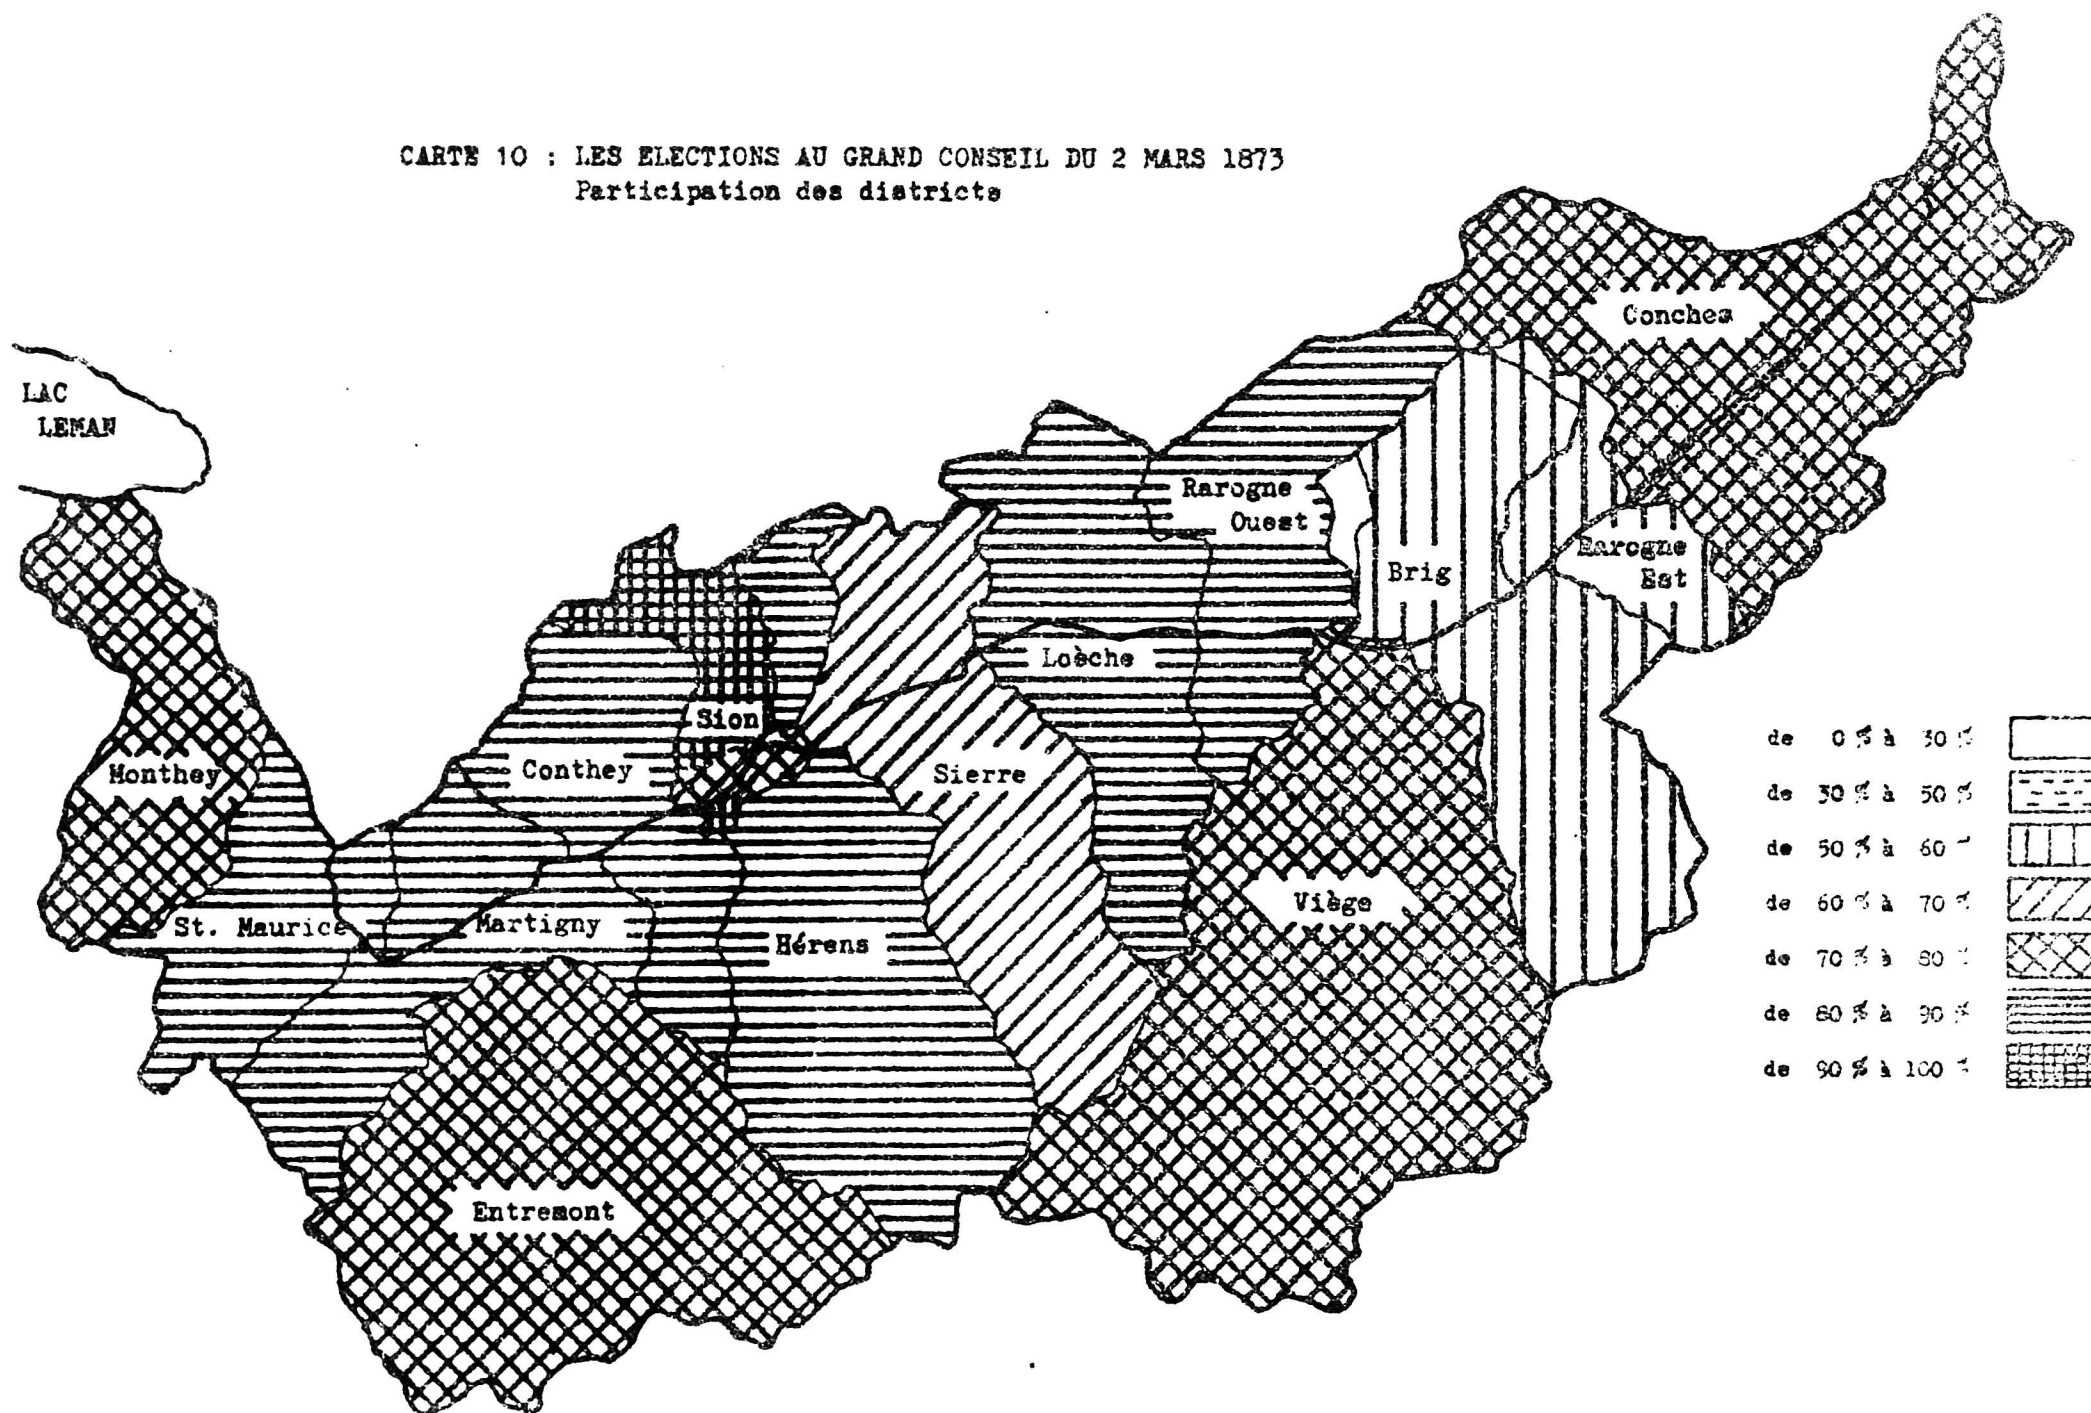 CARTE 10 : LES ELECTIONS AU GRAND CONSEIL DU 2 MARS 1873
Participation des districts
Conches
LAC
LEMAN
Rarogne
Ouest
Rarogne
Est
Brig
Loèche
Sion
Monthey
Conthey
Sierre
Viège
St. Maurice
Martigny
Hérens
Entremont
de 0 % à 30 %
de 30 % à 50 %
de 50 % à 60
de 60 % à 70 %
de 70 % à 80
de 80 % à 90 %
de 90 % à 100